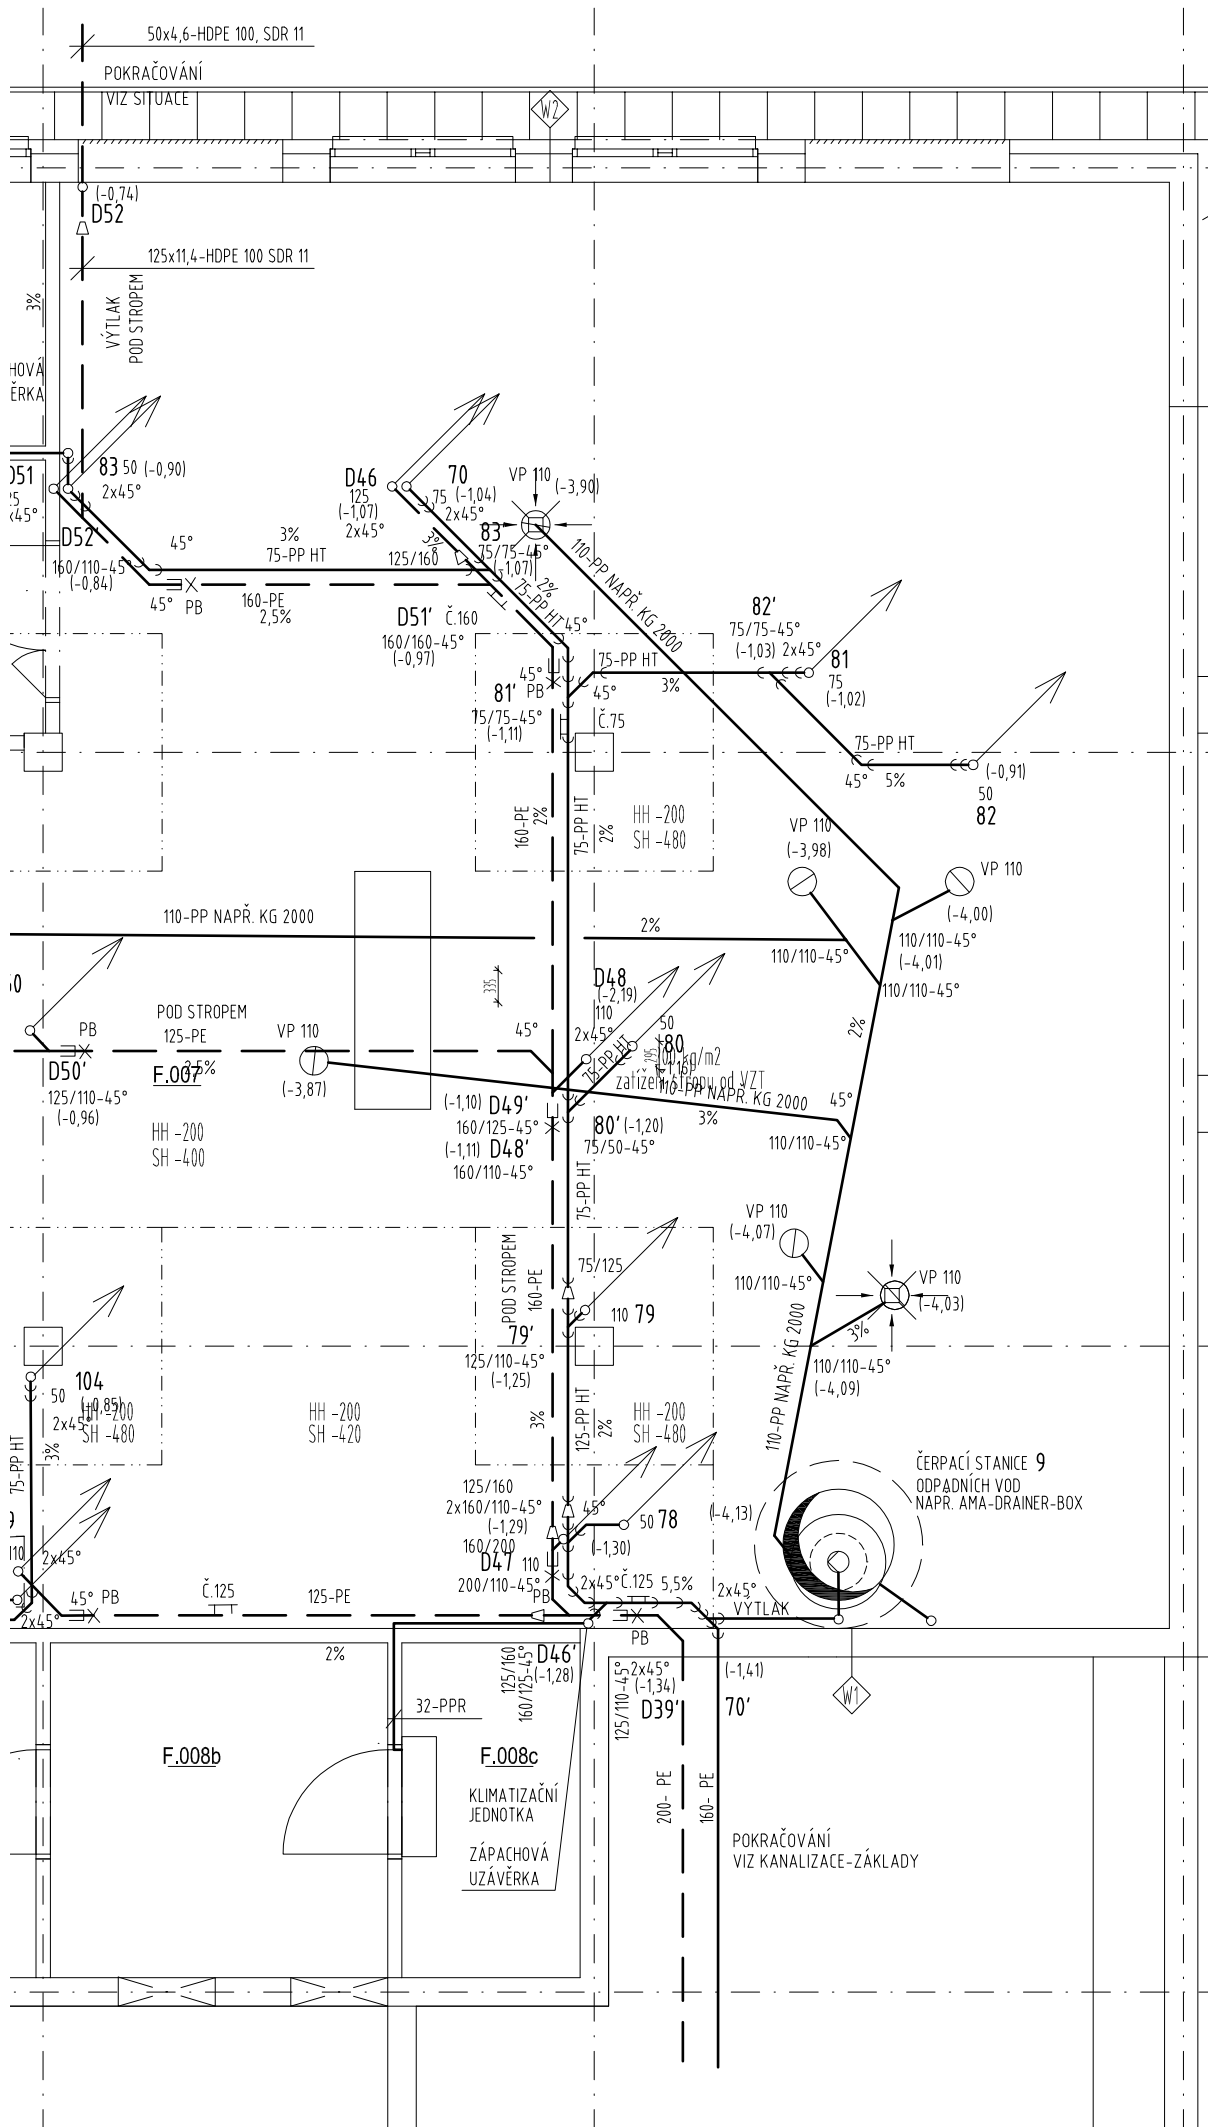 50x4,6-HDPE 100, SDR 11
POKRAČOVÁNÍ
VIZ SITUACE
W2
(-0,74)
D52
125x11,4-HDPE 100 SDR 11
3%
VÝTLAK
POD STROPEM
D51
83 50 (-0,90)
2x45°
D52'
160/110-45°
(-0,84)
45°
3%
75-PP HT
45°
PB
160-PE
2,5%
D46
125
(-1,07)
2x45°
70
75 (-1,04)
2x45°
3%
83
75/75-45°
(-1,07)
125/160
VP 110
(-3,90)
2%
75-PP HT
45°
110-PP NAPŘ. KG 2000
D51'
Č.160
160/160-45°
(-0,97)
45°
PB
81'
75/75-45°
(-1,11)
75-PP HT
3%
45°
Č.75
82'
75/75-45°
(-1,03)
2x45°
81
75
(-1,02)
75-PP HT
45°
5%
(-0,91)
50
82
160-PE
2%
75-PP HT
2%
HH -200
SH -480
VP 110
(-3,98)
VP 110
(-4,00)
110/110-45°
(-4,01)
110-PP NAPŘ. KG 2000
2%
110/110-45°
110/110-45°
2%
335
D48
(-2,19)
110
2x45°
45°
POD STROPEM
125-PE
2,5%
PB
D50'
125/110-45°
(-0,96)
F.007
HH -200
SH -400
VP 110
(-3,87)
75-PP HT
50
80
(-1,16)
295
kg/m2
zatížení stropu od VZT
110-PP NAPŘ. KG 2000
3%
45°
110/110-45°
(-1,10) D49'
160/125-45°
(-1,11) D48'
160/110-45°
80' (-1,20)
75/50-45°
75-PP HT
POD STROPEM
160-PE
75/125
110 79
79'
125/110-45°
(-1,25)
VP 110
(-4,07)
110/110-45°
VP 110
(-4,03)
3%
110/110-45°
(-4,09)
110-PP NAPŘ. KG 2000
104
50
(-0,85)
2x45°
HH -200
SH -480
3%
75-PP HT
HH -200
SH -420
3%
125-PP HT
2%
HH -200
SH -480
ČERPACÍ STANICE 9
ODPADNÍCH VOD
NAPŘ. AMA-DRAINER-BOX
(-4,13)
125/160
2x160/110-45°
(-1,29)
160/200
45°
50 78
(-1,30)
D47 110
200/110-45°
PB
2x45°
Č.125
5,5%
2x45°
VÝTLAK
110
2x45°
45°
PB
2x45°
Č.125
125-PE
2%
125/160
160/125-45°
D46'
(-1,28)
PB
2x45°
(-1,34)
D39'
125/110-45°
(-1,41)
70'
W1
32-PPR
F.008b
F.008c
KLIMATIZAČNÍ
JEDNOTKA
ZÁPACHOVÁ
UZÁVĚRKA
200- PE
160- PE
POKRAČOVÁNÍ
VIZ KANALIZACE-ZÁKLADY